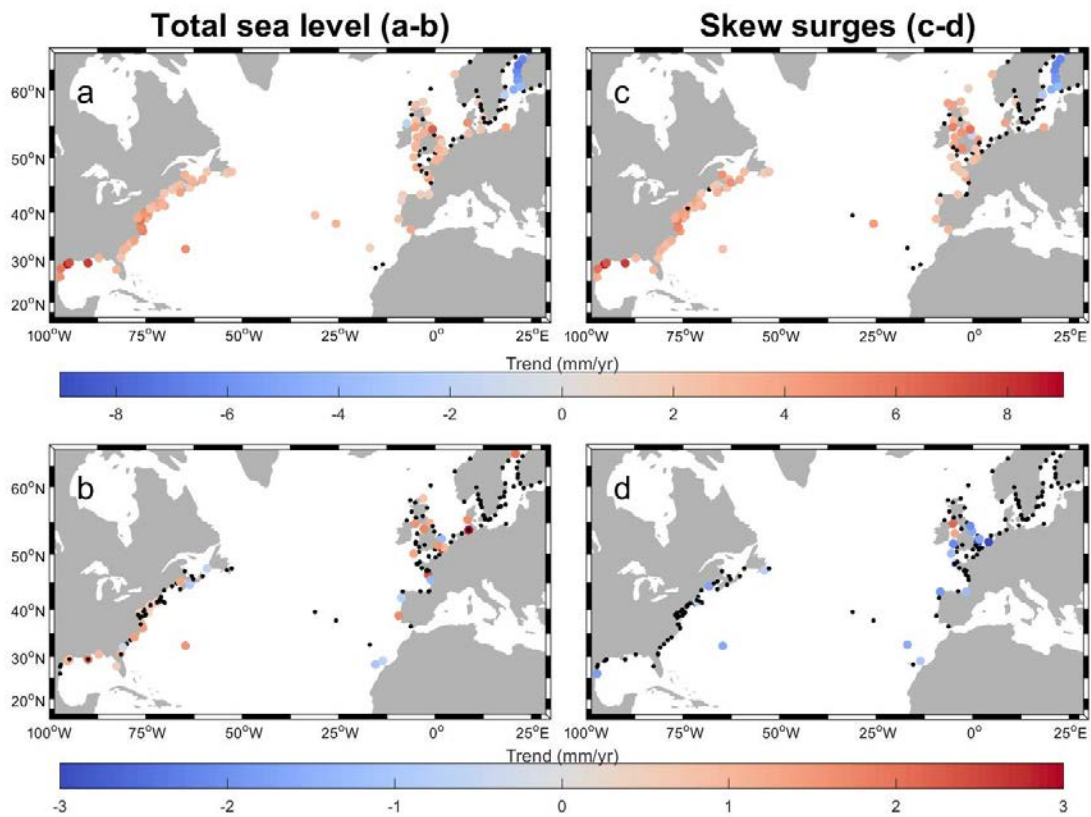 Total sea level (a-b)
Skew surges (c-d)
a
60°N
50°N
40°N
30°N
20°N
100°W 75°W 50°W 25°W 0° 25°E
c
60°N
50°N
40°N
30°N
20°N
100°W 75°W 50°W 25°W 0° 25°E
Trend (mm/yr)
-8 -6 -4 -2 0 2 4 6 8
b
60°N
50°N
40°N
30°N
20°N
100°W 75°W 50°W 25°W 0° 25°E
d
60°N
50°N
40°N
30°N
20°N
100°W 75°W 50°W 25°W 0° 25°E
Trend (mm/yr)
-3 -2 -1 0 1 2 3